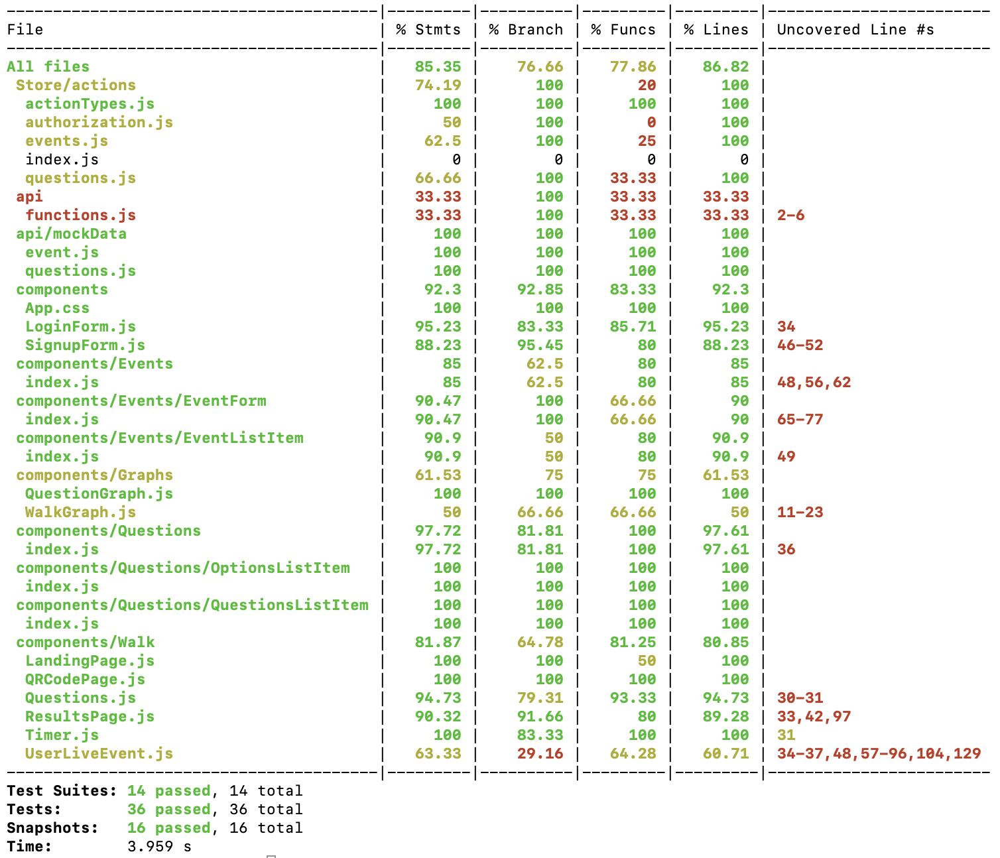 --------------------------------------|---------|----------|---------|---------|------------------------
File                                  | % Stmts | % Branch | % Funcs | % Lines | Uncovered Line #s
--------------------------------------|---------|----------|---------|---------|------------------------
All files                             |   85.35 |    76.66 |   77.86 |   86.82 |
 Store/actions                        |   74.19 |      100 |      20 |     100 |
  actionTypes.js                      |     100 |      100 |     100 |     100 |
  authorization.js                    |      50 |      100 |       0 |     100 |
  events.js                           |    62.5 |      100 |      25 |     100 |
  index.js                            |       0 |        0 |       0 |       0 |
  questions.js                        |   66.66 |      100 |   33.33 |     100 |
 api                                  |   33.33 |      100 |   33.33 |   33.33 |
  functions.js                        |   33.33 |      100 |   33.33 |   33.33 | 2-6
 api/mockData                         |     100 |      100 |     100 |     100 |
  event.js                            |     100 |      100 |     100 |     100 |
  questions.js                        |     100 |      100 |     100 |     100 |
 components                           |    92.3 |    92.85 |   83.33 |    92.3 |
  App.css                             |     100 |      100 |     100 |     100 |
  LoginForm.js                        |   95.23 |    83.33 |   85.71 |   95.23 | 34
  SignupForm.js                       |   88.23 |    95.45 |      80 |   88.23 | 46-52
 components/Events                    |      85 |     62.5 |      80 |      85 |
  index.js                            |      85 |     62.5 |      80 |      85 | 48,56,62
 components/Events/EventForm          |   90.47 |      100 |   66.66 |      90 |
  index.js                            |   90.47 |      100 |   66.66 |      90 | 65-77
 components/Events/EventListItem      |    90.9 |       50 |      80 |    90.9 |
  index.js                            |    90.9 |       50 |      80 |    90.9 | 49
 components/Graphs                    |   61.53 |       75 |      75 |   61.53 |
  QuestionGraph.js                    |     100 |      100 |     100 |     100 |
  WalkGraph.js                        |      50 |    66.66 |   66.66 |      50 | 11-23
 components/Questions                 |   97.72 |    81.81 |     100 |   97.61 |
  index.js                            |   97.72 |    81.81 |     100 |   97.61 | 36
 components/Questions/OptionsListItem |     100 |      100 |     100 |     100 |
  index.js                            |     100 |      100 |     100 |     100 |
 components/Questions/QuestionsListItem |     100 |      100 |     100 |     100 |
  index.js                            |     100 |      100 |     100 |     100 |
 components/Walk                      |   81.87 |    64.78 |   81.25 |   80.85 |
  LandingPage.js                      |     100 |      100 |      50 |     100 |
  QRCodePage.js                       |     100 |      100 |     100 |     100 |
  Questions.js                        |   94.73 |    79.31 |   93.33 |   94.73 | 30-31
  ResultsPage.js                      |   90.32 |    91.66 |      80 |   89.28 | 33,42,97
  Timer.js                            |     100 |    83.33 |     100 |     100 | 31
  UserLiveEvent.js                    |   63.33 |    29.16 |   64.28 |   60.71 | 34-37,48,57-96,104,129
--------------------------------------|---------|----------|---------|---------|------------------------
Test Suites: 14 passed, 14 total
Tests:       36 passed, 36 total
Snapshots:   16 passed, 16 total
Time:        3.959 s